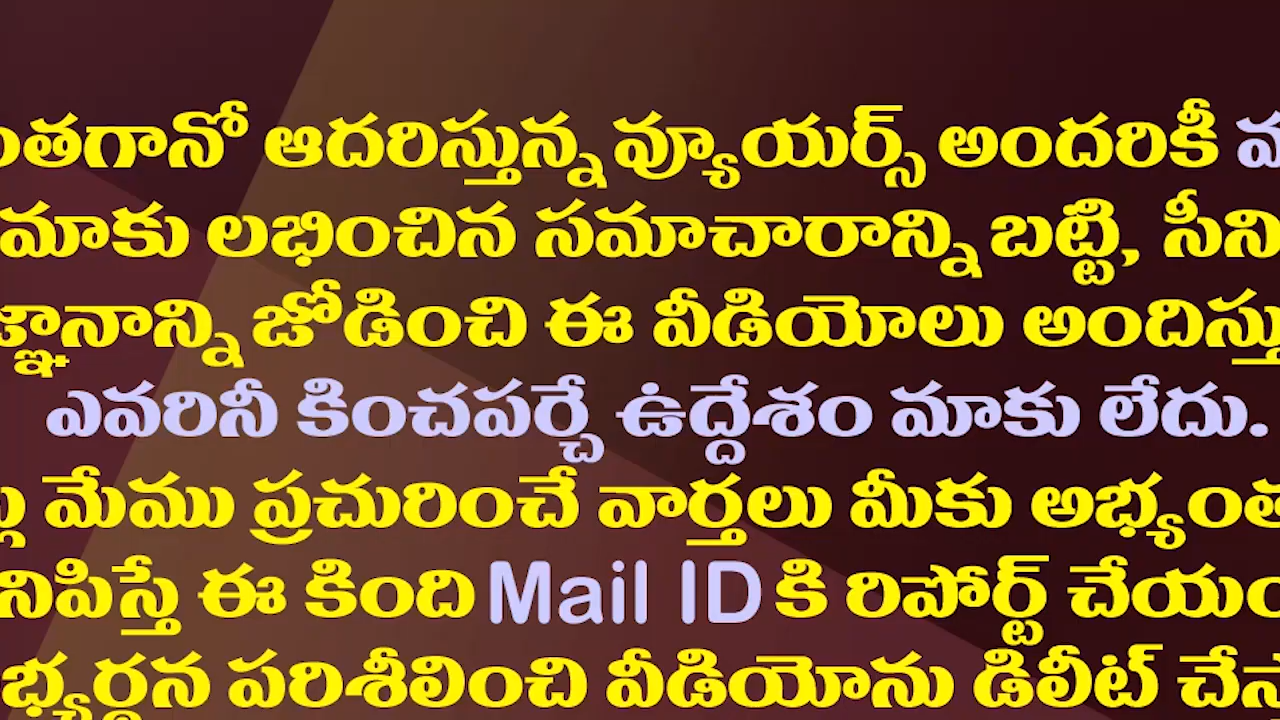 ంతగానో ఆదరిస్తున్న వ్యూయర్స్ అందరికీ
మాకు లభించిన సమాచారాన్ని బట్టి, సీని
జ్ఞానాన్ని జోడించి ఈ వీడియోలు అందిస్తు
ఎవరినీ కించపర్చే ఉద్దేశం మాకు లేదు.
మేము ప్రచురించే వార్తలు మీకు అభ్యంత
నిపిస్తే ఈ కింది Mail ID కి రిపోర్ట్ చేయం
భ్యర్థన పరిశీలించి వీడియోను డిలీట్ చేస